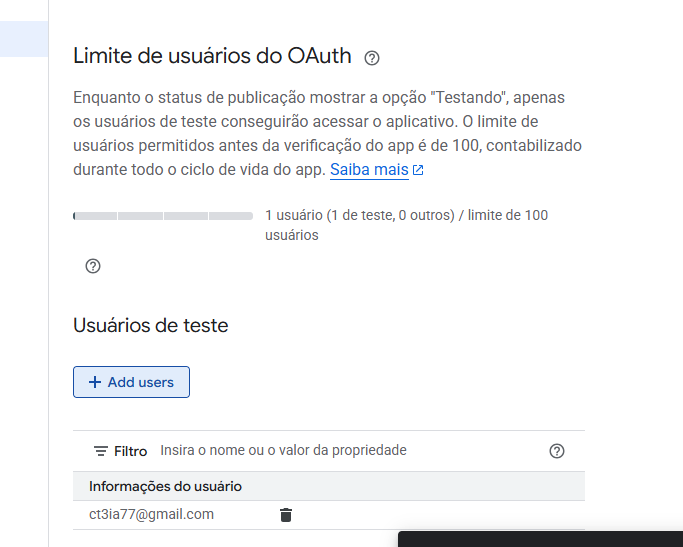 Limite de usuários do OAuth
Enquanto o status de publicação mostrar a opção "Testando", apenas
os usuários de teste conseguirão acessar o aplicativo. O limite de
usuários permitidos antes da verificação do app é de 100, contabilizado
durante todo o ciclo de vida do app. Saiba mais
1 usuário (1 de teste, 0 outros) / limite de 100
usuários
Usuários de teste
Add users
Filtro Insira o nome ou o valor da propriedade
Informações do usuário
ct3ia77@gmail.com